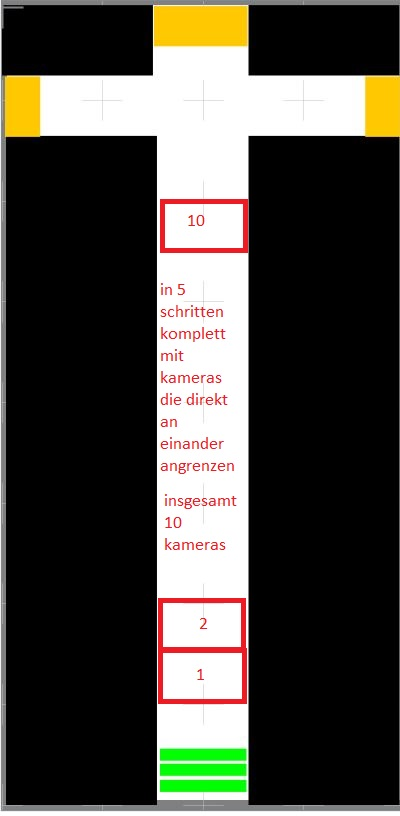 10
in 5
schritten
komplett
mit
kameras
die direkt
an
einander
angrenzen
insgesamt
10
kameras
2
1